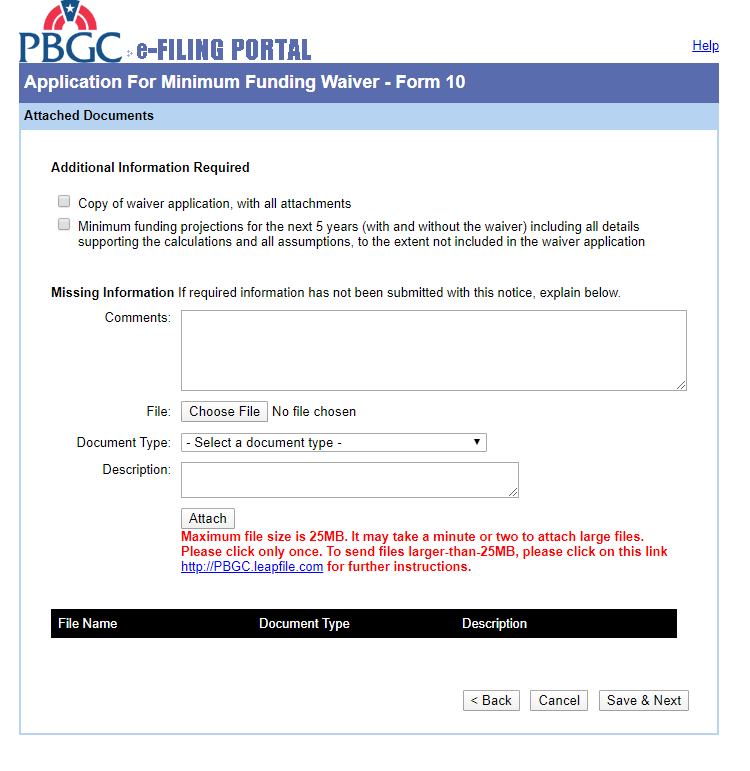 PBGC e-FILING PORTAL
Help
Application For Minimum Funding Waiver - Form 10
Attached Documents
Additional Information Required
Copy of waiver application, with all attachments
Minimum funding projections for the next 5 years (with and without the waiver) including all details
supporting the calculations and all assumptions, to the extent not included in the waiver application
Missing Information If required information has not been submitted with this notice, explain below.
Comments:
File: Choose File No file chosen
Document Type: - Select a document type -
Description:
Attach
Maximum file size is 25MB. It may take a minute or two to attach large files.
Please click only once. To send files larger-than-25MB, please click on this link
http://PBGC.leapfile.com for further instructions.
File Name Document Type Description
< Back Cancel Save & Next